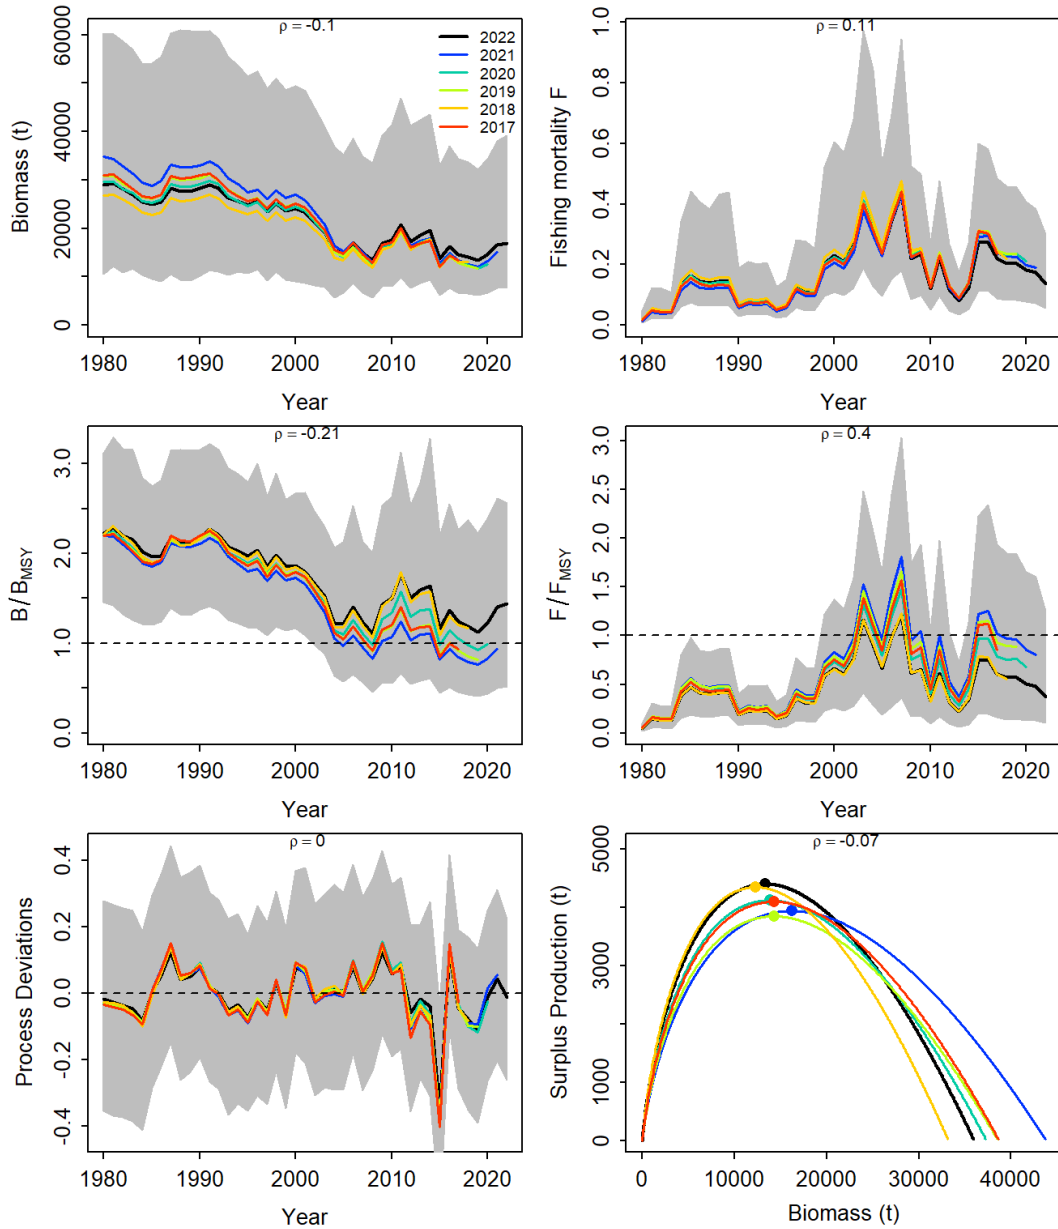 ρ = -0.1
2022
2021
2020
2019
2018
2017
Biomass (t)
0
20000
40000
60000
1980 1990 2000 2010 2020
Year
ρ = 0.11
Fishing mortality F
0.0 0.2 0.4 0.6 0.8 1.0
1980 1990 2000 2010 2020
Year
ρ = -0.21
B/BMSY
0.0 1.0 2.0 3.0
1980 1990 2000 2010 2020
Year
ρ = 0.4
F/FMSY
0.0 0.5 1.0 1.5 2.0 2.5 3.0
1980 1990 2000 2010 2020
Year
ρ = 0
Process Deviations
-0.4 -0.2 0.0 0.2 0.4
1980 1990 2000 2010 2020
Year
ρ = -0.07
Surplus Production (t)
0 1000 3000 5000
0 10000 20000 30000 40000
Biomass (t)